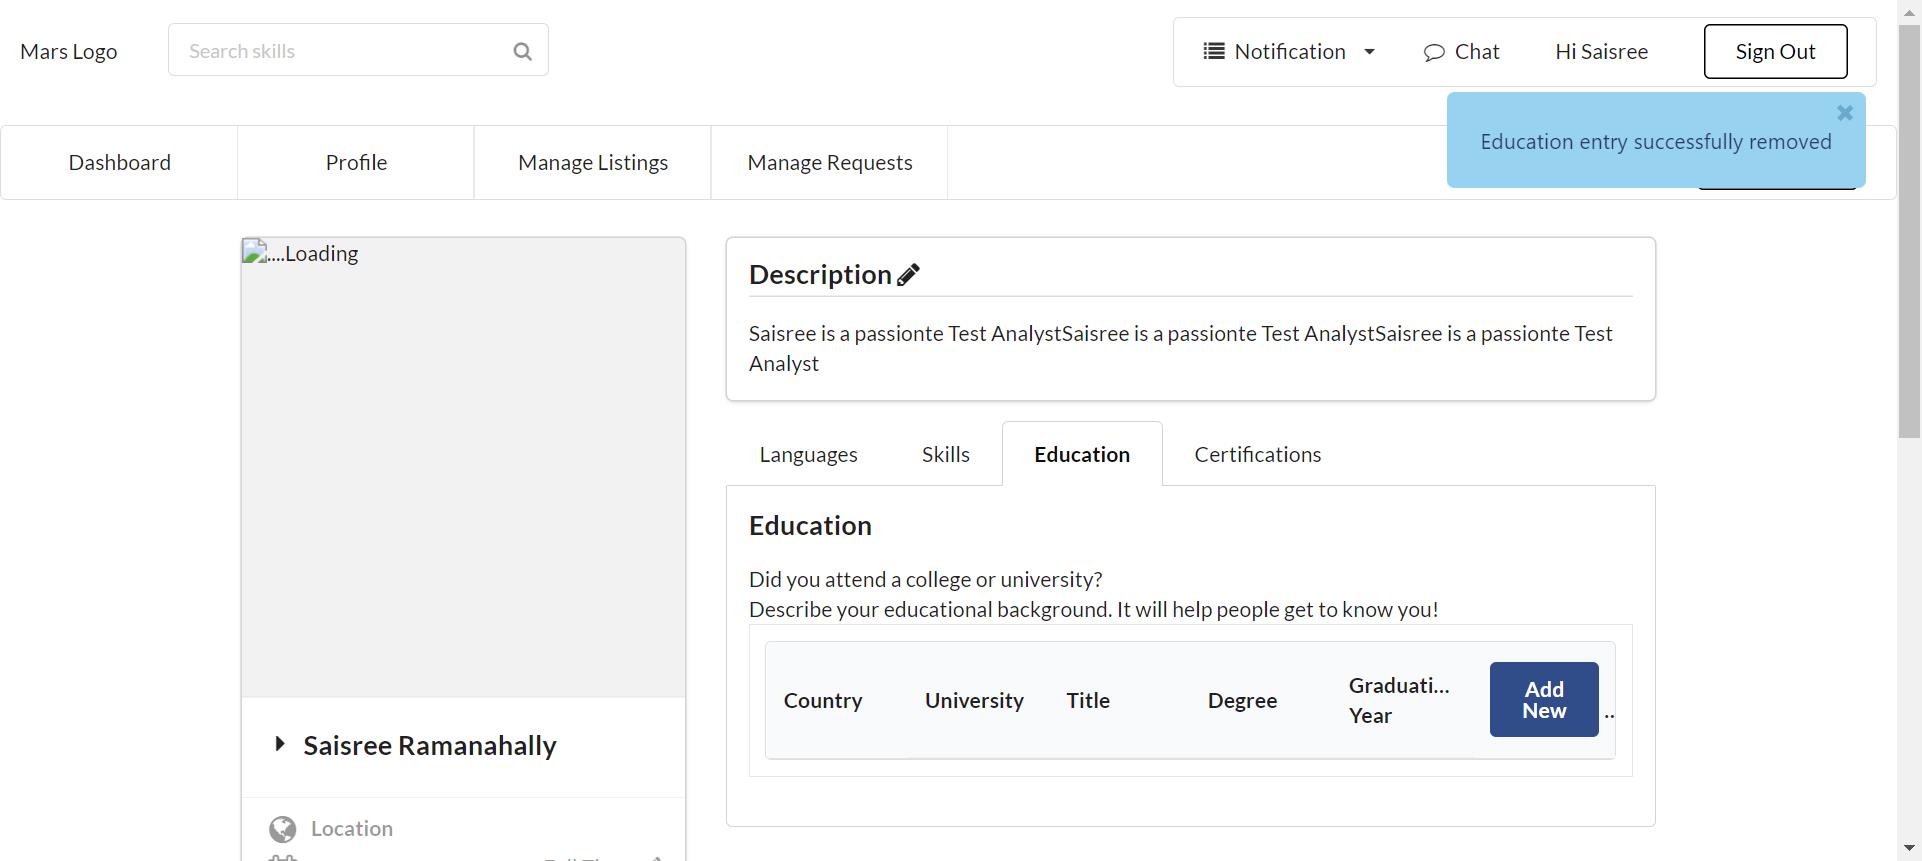 Mars Logo
Search skills
Notification
Chat
Hi Saisree
Sign Out
Education entry successfully removed
Dashboard
Profile
Manage Listings
Manage Requests
....Loading
Description
Saisree is a passionte Test AnalystSaisree is a passionte Test AnalystSaisree is a passionte Test
Analyst
Languages
Skills
Education
Certifications
Education
Did you attend a college or university?
Describe your educational background. It will help people get to know you!
Country
University
Title
Degree
Graduati...
Year
Add
New
..
Saisree Ramanahally
Location